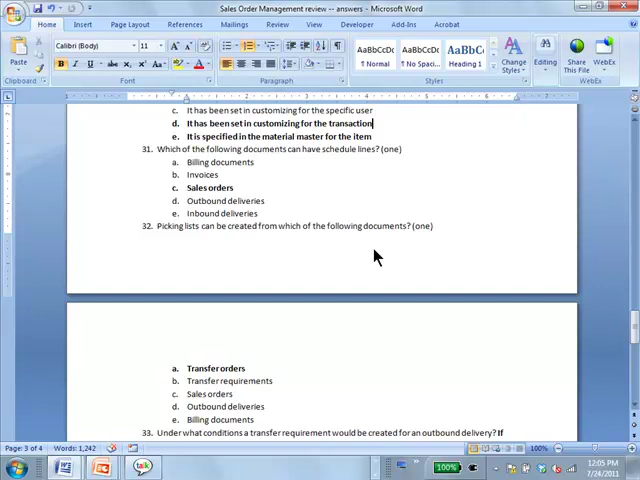 Sales Order Management review -- answers - Microsoft Word
Home Insert Page Layout References Mailings Review View Developer Add-Ins Acrobat
Calibri (Body) 11
AaBbCcDc AaBbCcDc AaBbCc
Paste
¶ Normal ¶ No Spaci... Heading 1
Change Styles
Editing
Share This File
WebEx
Clipboard Font Paragraph Styles WebEx
c. It has been set in customizing for the specific user
d. It has been set in customizing for the transaction
e. It is specified in the material master for the item
31. Which of the following documents can have schedule lines? (one)
a. Billing documents
b. Invoices
c. Sales orders
d. Outbound deliveries
e. Inbound deliveries
32. Picking lists can be created from which of the following documents? (one)
a. Transfer orders
b. Transfer requirements
c. Sales orders
d. Outbound deliveries
e. Billing documents
33. Under what conditions a transfer requirement would be created for an outbound delivery? If
Page: 3 of 4 Words: 1,242 100%
talk
100%
12:05 PM
7/24/2011